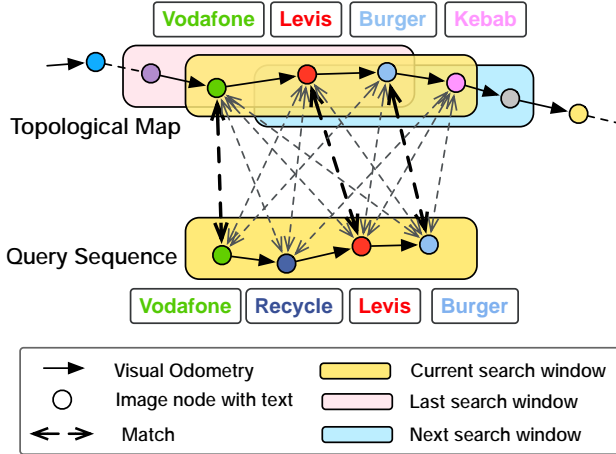 Vodafone Levis Burger Kebab
Topological Map
Query Sequence
Vodafone Recycle Levis Burger
Visual Odometry Current search window
Image node with text Last search window
Match Next search window